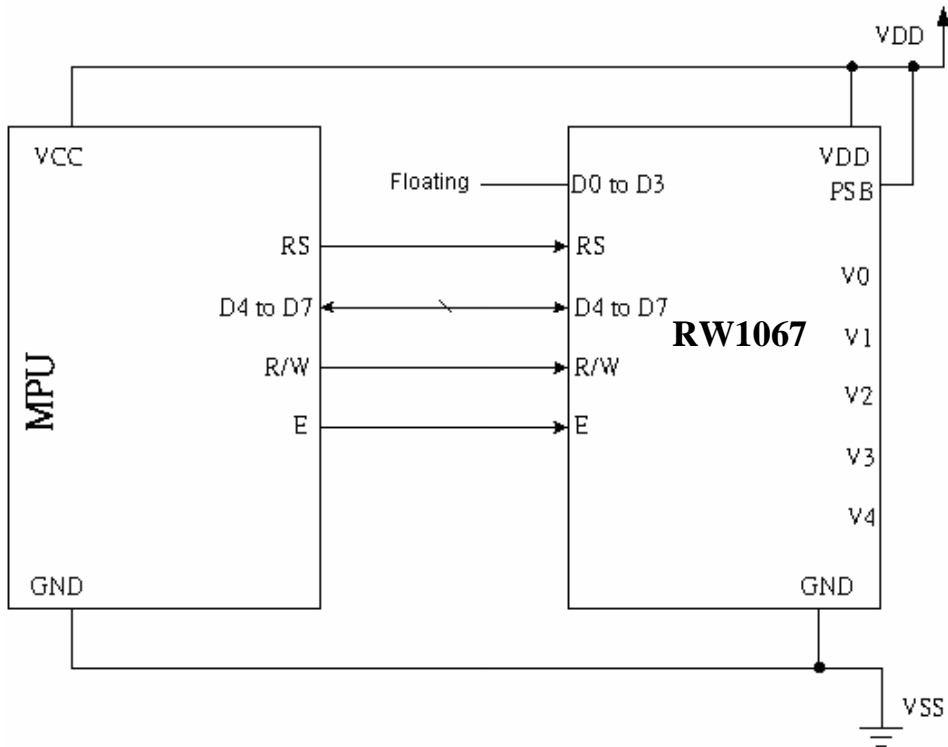 VDD
VCC
VDD
Floating
D0 to D3
PSB
RS
RS
V0
D4 to D7
D4 to D7
RW1067
V1
MPU
R/W
R/W
V2
E
E
V3
V4
GND
GND
VSS